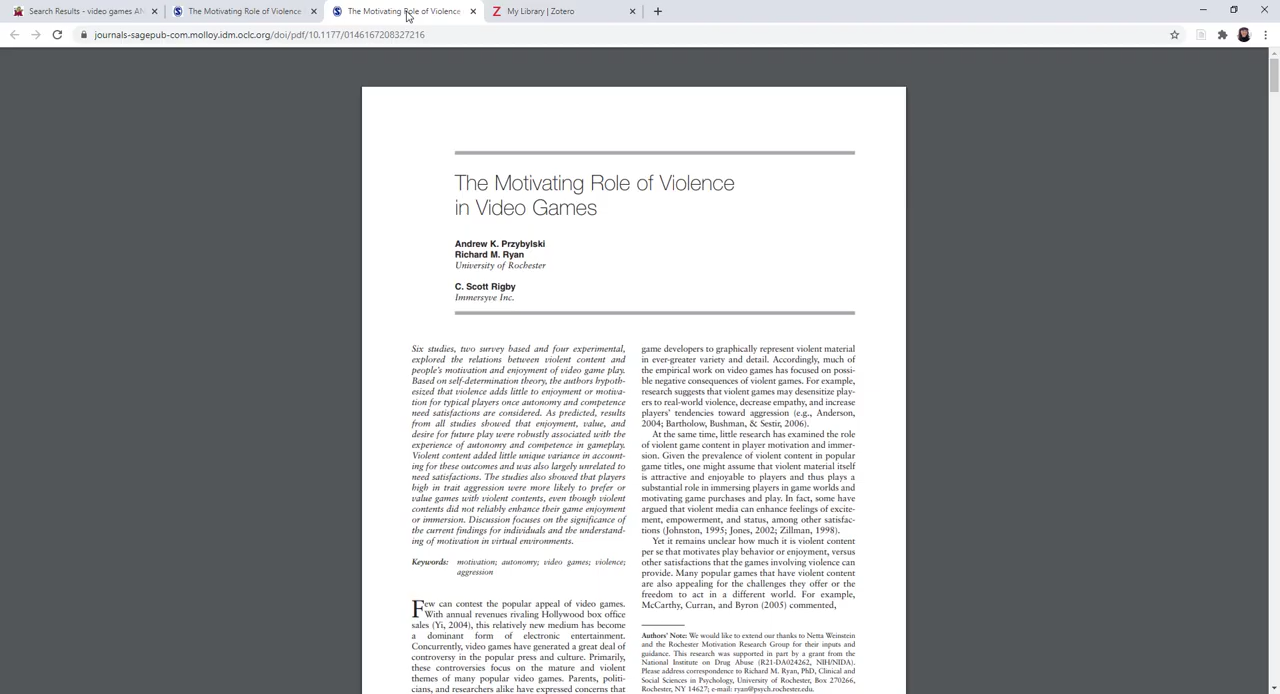 Search Results - video games AN
The Motivating Role of Violence
The Motivating Role of Violence
My Library | Zotero
journals-sagepub-com.molloy.idm.oclc.org/doi/pdf/10.1177/0146167208327216
The Motivating Role of Violence
in Video Games
Andrew K. Przybylski
Richard M. Ryan
University of Rochester
C. Scott Rigby
Immersyve Inc.
Six studies, two survey based and four experimental,
explored the relations between violent content and
people's motivation and enjoyment of video game play.
Based on self-determination theory, the authors hypoth-
esized that violence adds little to enjoyment or motiva-
tion for typical players once autonomy and competence
need satisfactions are considered. As predicted, results
from all studies showed that enjoyment, value, and
desire for future play were robustly associated with the
experience of autonomy and competence in gameplay.
Violent content added little unique variance in account-
ing for these outcomes and was also largely unrelated to
need satisfactions. The studies also showed that players
high in trait aggression were more likely to prefer or
value games with violent contents, even though violent
contents did not reliably enhance their game enjoyment
or immersion. Discussion focuses on the significance of
the current findings for individuals and the understand-
ing of motivation in virtual environments.
Keywords: motivation; autonomy; video games; violence;
aggression
Few can contest the popular appeal of video games.
With annual revenues rivaling Hollywood box office
sales (Yi, 2004), this relatively new medium has become
a dominant form of electronic entertainment.
Concurrently, video games have generated a great deal of
controversy in the popular press and culture. Primarily,
these controversies focus on the mature and violent
themes of many popular video games. Parents, politi-
cians, and researchers alike have expressed concerns that
game developers to graphically represent violent material
in ever-greater variety and detail. Accordingly, much of
the empirical work on video games has focused on possi-
ble negative consequences of violent games. For example,
research suggests that violent games may desensitize play-
ers to real-world violence, decrease empathy, and increase
players' tendencies toward aggression (e.g., Anderson,
2004; Bartholow, Bushman, & Sestir, 2006).
At the same time, little research has examined the role
of violent game content in player motivation and immer-
sion. Given the prevalence of violent content in popular
game titles, one might assume that violent material itself
is attractive and enjoyable to players and thus plays a
substantial role in immersing players in game worlds and
motivating game purchases and play. In fact, some have
argued that violent media can enhance feelings of excite-
ment, empowerment, and status, among other satisfac-
tions (Johnston, 1995; Jones, 2002; Zillman, 1998).
Yet it remains unclear how much it is violent content
per se that motivates play behavior or enjoyment, versus
other satisfactions that the games involving violence can
provide. Many popular games that have violent content
are also appealing for the challenges they offer or the
freedom to act in a different world. For example,
McCarthy, Curran, and Byron (2005) commented,
Authors' Note: We would like to extend our thanks to Netta Weinstein
and the Rochester Motivation Research Group for their inputs and
guidance. This research was supported in part by a grant from the
National Institute on Drug Abuse (R21-DA024262, NIH/NIDA).
Please address correspondence to Richard M. Ryan, PhD, Clinical and
Social Sciences in Psychology, University of Rochester, Box 270266,
Rochester, NY 14627; e-mail: ryan@psych.rochester.edu.